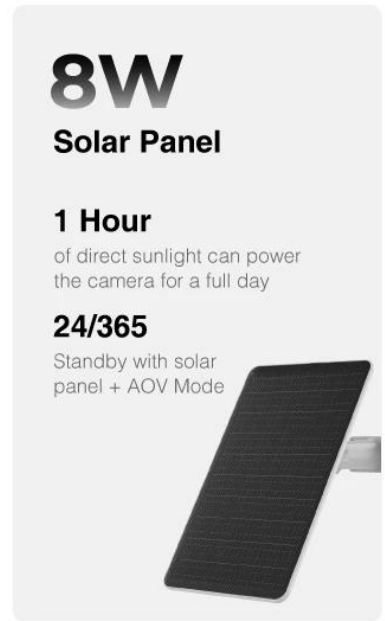 8W
Solar Panel
1 Hour
of direct sunlight can power
the camera for a full day
24/365
Standby with solar
panel + AOV Mode